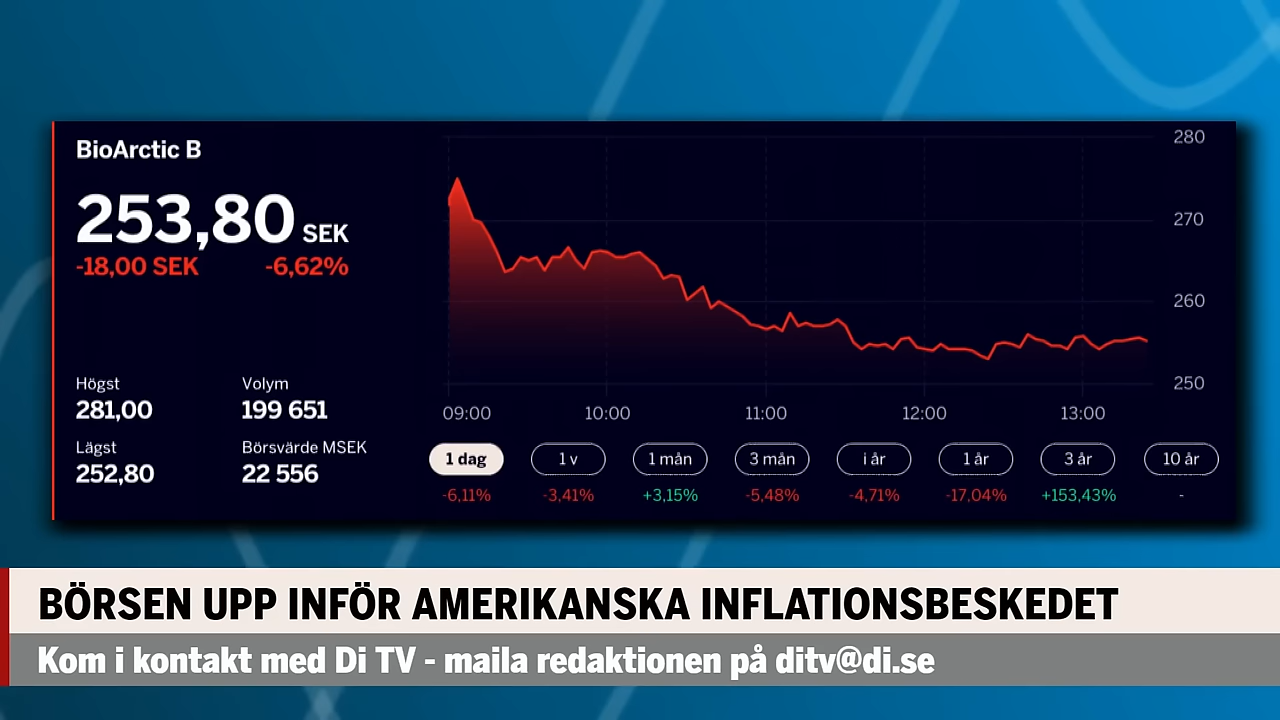 BioArctic B
253,80 SEK
-18,00 SEK -6,62%
Högst Volym
281,00 199 651
Lägst Börsvärde MSEK
252,80 22 556
280
270
260
250
09:00 10:00 11:00 12:00 13:00
1 dag 1 v 1 mån 3 mån i år 1 år 3 år 10 år
-6,11% -3,41% +3,15% -5,48% -4,71% -17,04% +153,43% -
BÖRSEN UPP INFÖR AMERIKANSKA INFLATIONSBESKEDET
Kom i kontakt med Di TV - maila redaktionen på ditv@di.se